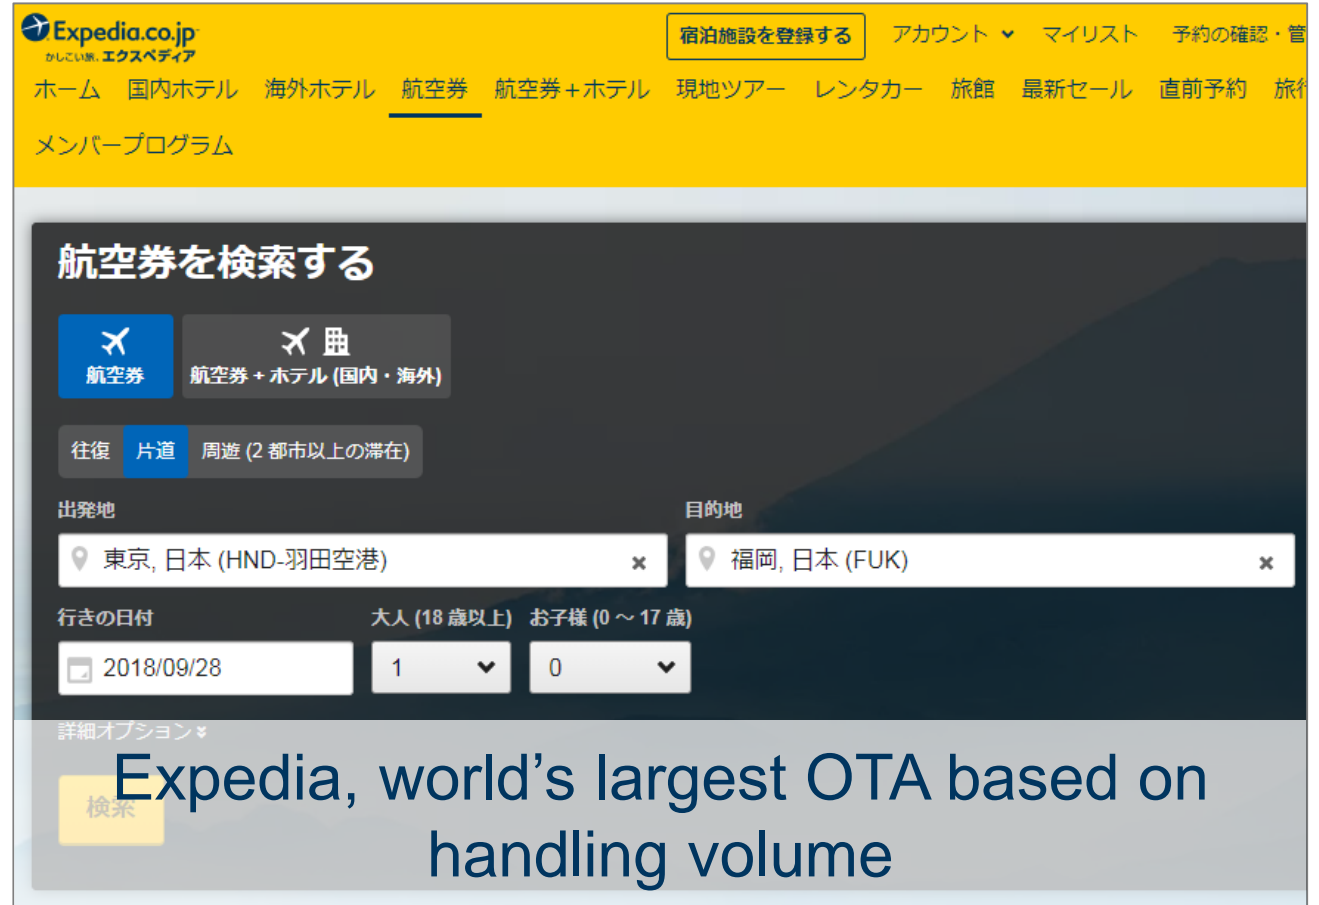 Expedia.co.jp
かしこい旅、エクスペディア
宿泊施設を登録する アカウント マイリスト 予約の確認・管
ホーム 国内ホテル 海外ホテル 航空券 航空券+ホテル 現地ツアー レンタカー 旅館 最新セール 直前予約 旅行
メンバープログラム
航空券を検索する
航空券 航空券 + ホテル (国内・海外)
往復 片道 周遊 (2 都市以上の滞在)
出発地 目的地
東京, 日本 (HND-羽田空港) 福岡, 日本 (FUK)
行きの日付 大人 (18 歳以上) お子様 (0 ～ 17 歳)
2018/09/28 1 0
詳細オプション
検索
Expedia, world’s largest OTA based on
handling volume